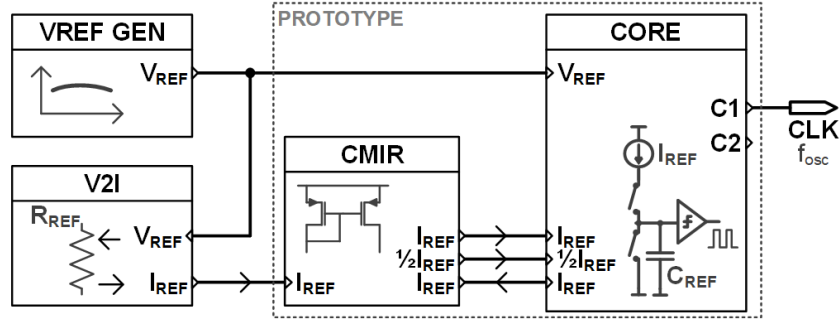 PROTOTYPE
VREF GEN
VREF
CORE
VREF
C1
C2
CLK
fosc
IREF
CREF
IREF
½IREF
IREF
CMIR
IREF
½IREF
IREF
IREF
V2I
RREF
VREF
IREF